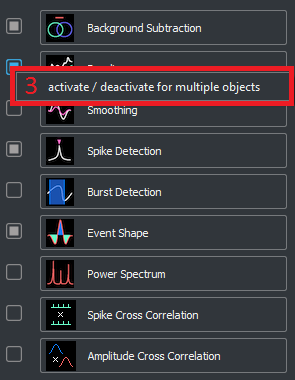 Background Subtraction
3 activate / deactivate for multiple objects
Smoothing
Spike Detection
Burst Detection
Event Shape
Power Spectrum
Spike Cross Correlation
Amplitude Cross Correlation